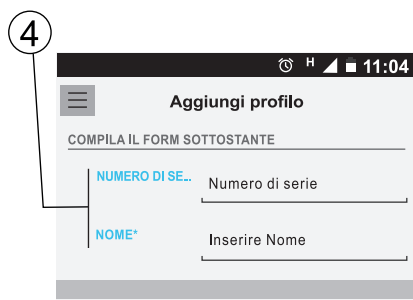 4
H 11:04
Aggiungi profilo
COMPILA IL FORM SOTTOSTANTE
NUMERO DI SE... Numero di serie
NOME* Inserire Nome